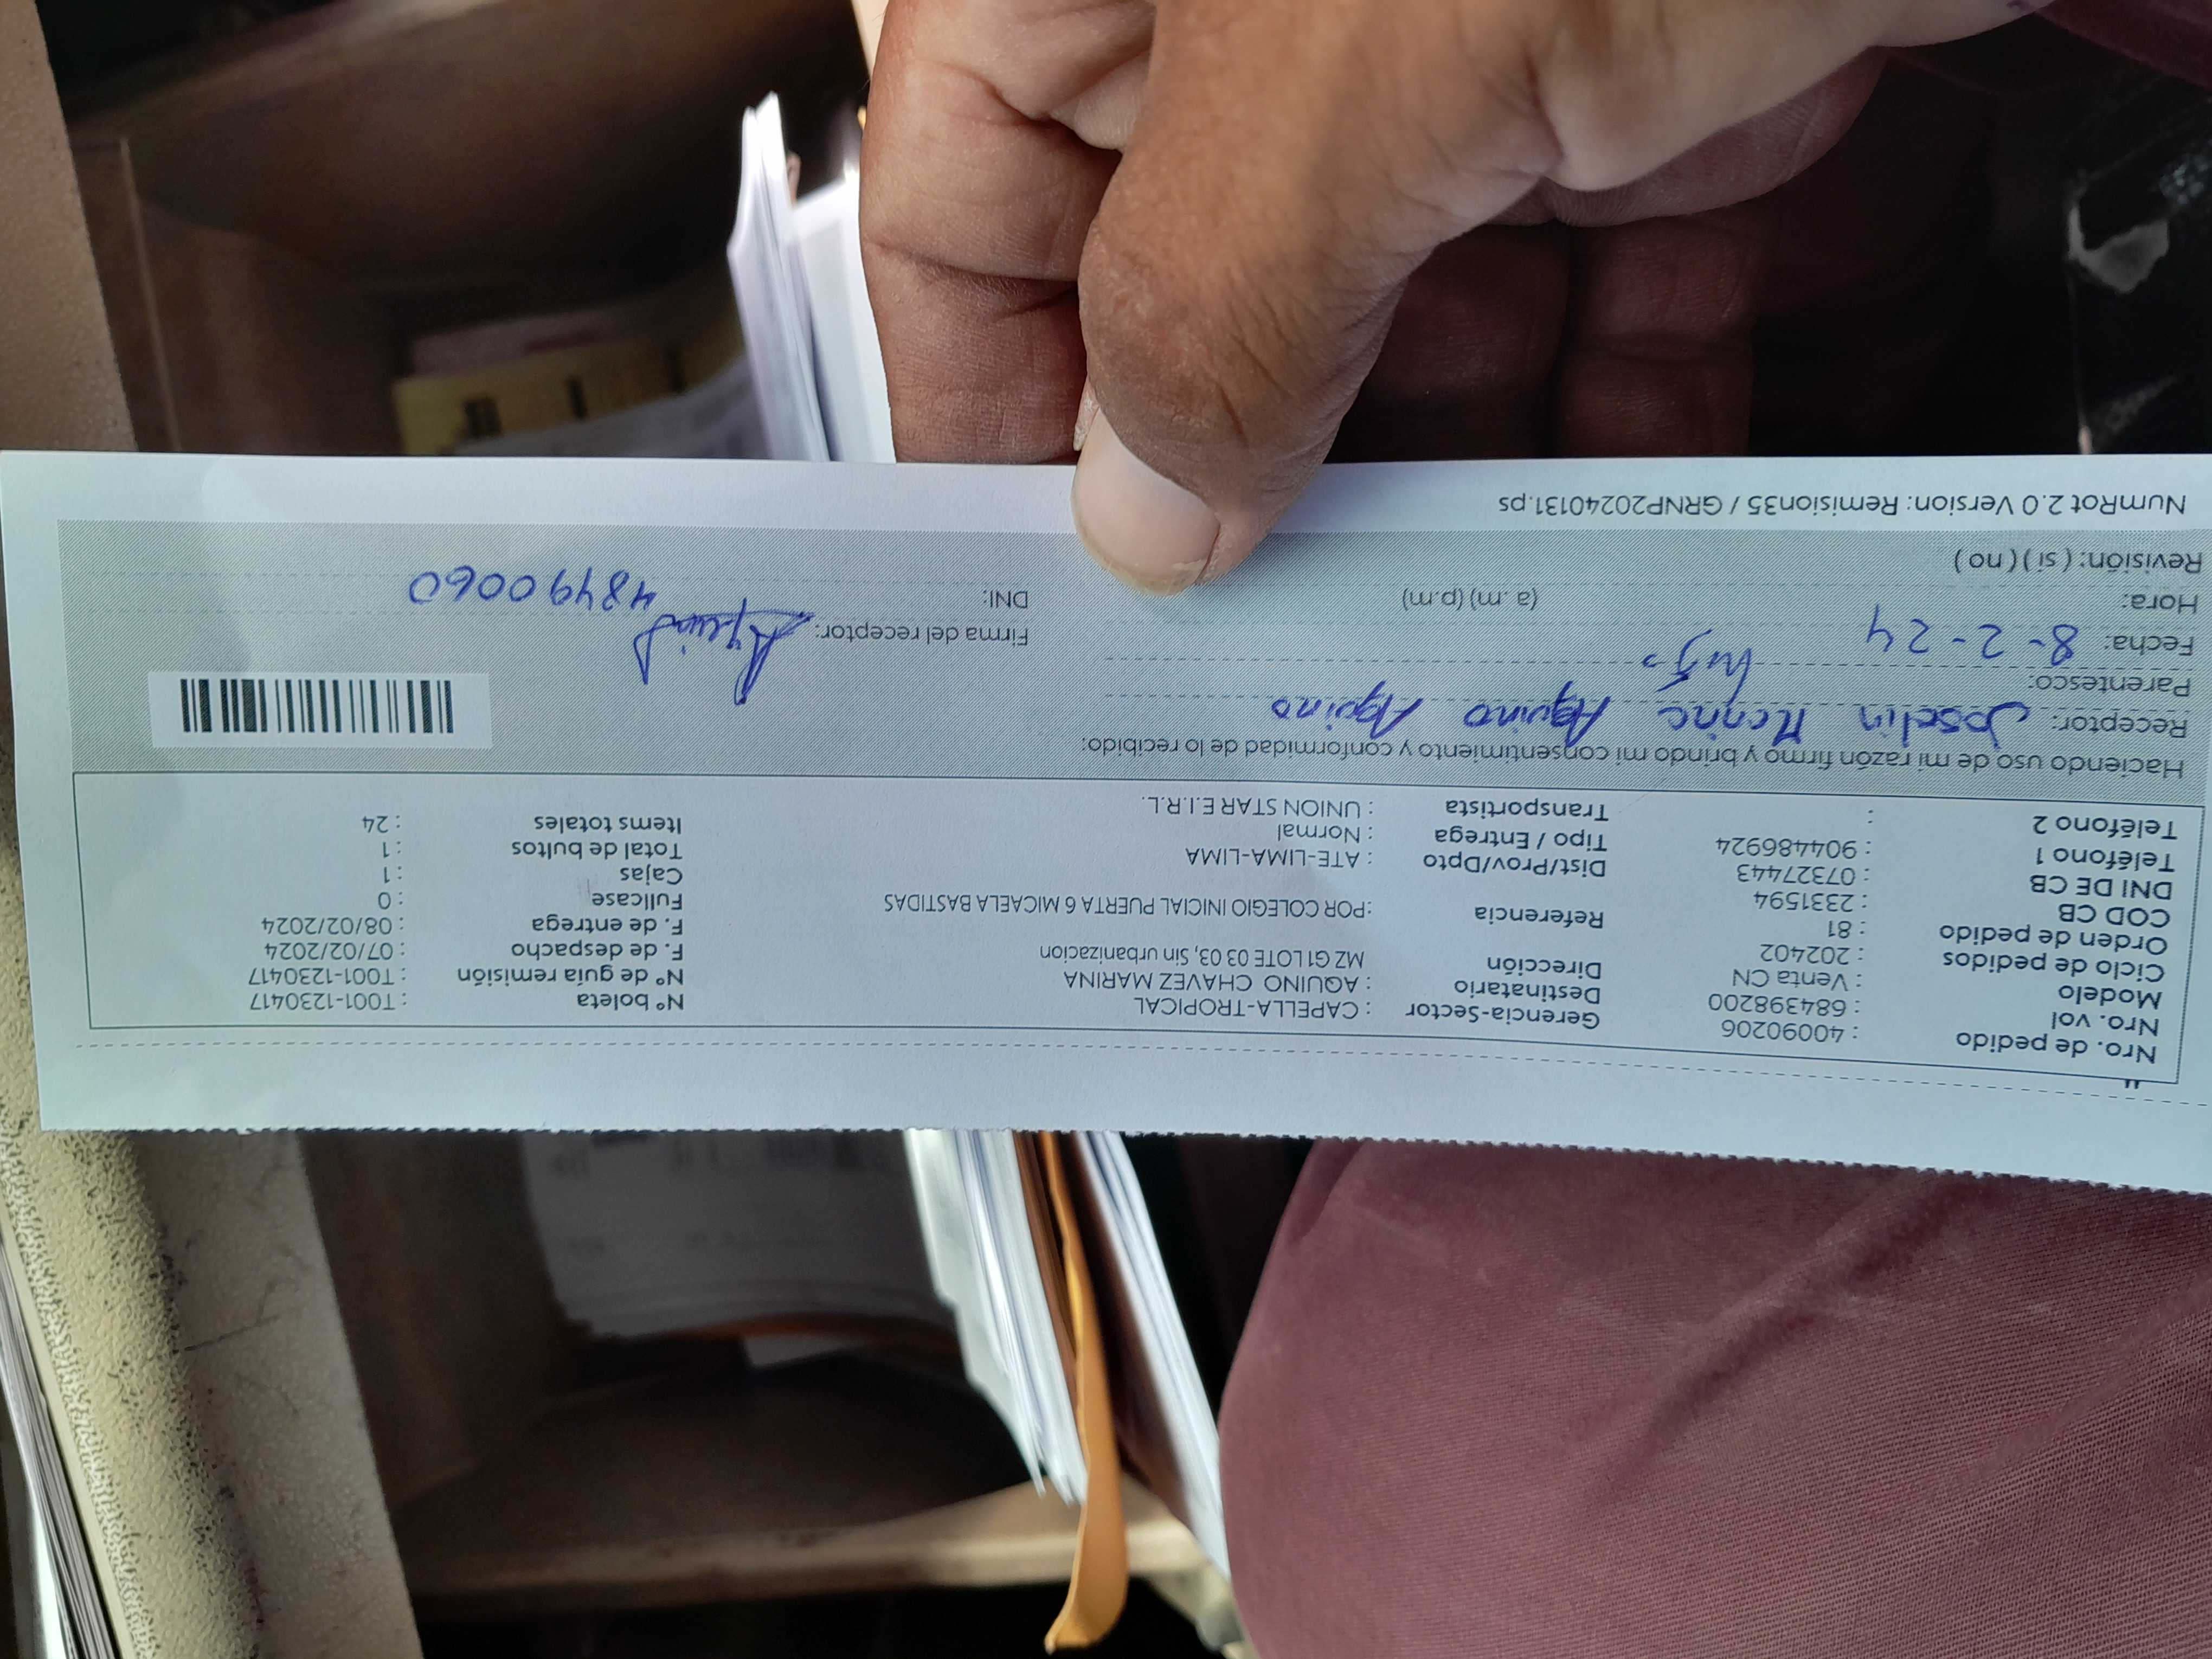 Nro. de pedido : 40090206
Nro. vol : 684398200
Modelo : Venta CN
Ciclo de pedidos : 202402
Orden de pedido : 81
COD CB : 2331594
DNI DE CB : 07327443
Teléfono 1 : 904486924
Teléfono 2 :
Gerencia-Sector : CAPELLA-TROPICAL
Destinatario : AQUINO CHAVEZ MARINA
Dirección MZ G1 LOTE 03 03, Sin urbanizacion
Referencia :POR COLEGIO INICIAL PUERTA 6 MICAELA BASTIDAS
Dist/Prov/Dpto : ATE-LIMA-LIMA
Tipo / Entrega : Normal
Transportista : UNION STAR E.I.R.L.
N° boleta : T001-1230417
N° de guía remisión : T001-1230417
F. de despacho : 07/02/2024
F. de entrega : 08/02/2024
Fullcase : 0
Cajas : 1
Total de bultos : 1
Items totales : 24
Haciendo uso de mi razón firmo y brindo mi consentimiento y conformidad de lo recibido:
Receptor: Joselin Aquino Aquino
Parentesco:
Fecha: 8-2-24
Hora: (a.m) (p.m)
Revisión: ( si ) ( no )
Firma del receptor:
DNI: 48490060
NumRot 2.0 Version: Remision35 / GRNP20240131.ps